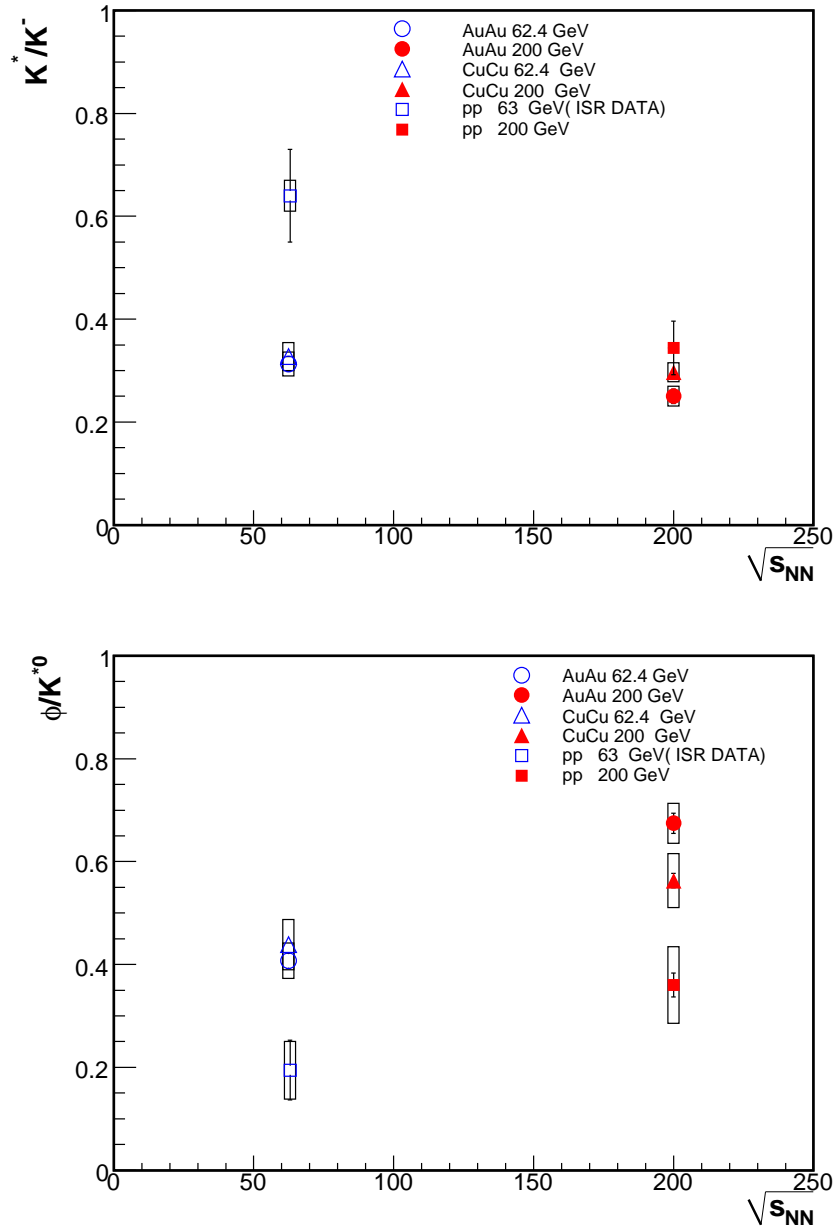 K*/K-
1
0.8
0.6
0.4
0.2
0
AuAu 62.4 GeV
AuAu 200 GeV
CuCu 62.4 GeV
CuCu 200 GeV
pp 63 GeV( ISR DATA)
pp 200 GeV
0 50 100 150 200 250
√sNN
ϕ/K*0
1
0.8
0.6
0.4
0.2
0
AuAu 62.4 GeV
AuAu 200 GeV
CuCu 62.4 GeV
CuCu 200 GeV
pp 63 GeV( ISR DATA)
pp 200 GeV
0 50 100 150 200 250
√sNN